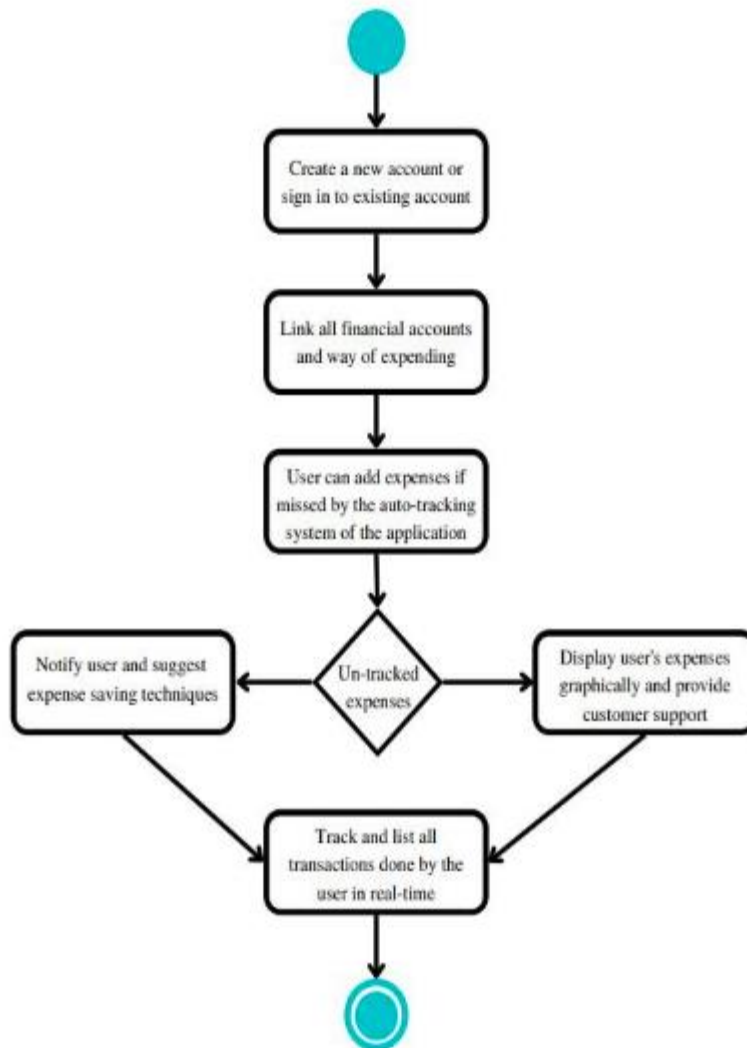 Create a new account or
sign in to existing account
Link all financial accounts
and way of expending
User can add expenses if
missed by the auto-tracking
system of the application
Un-tracked
expenses
Notify user and suggest
expense saving techniques
Display user's expenses
graphically and provide
customer support
Track and list all
transactions done by the
user in real-time